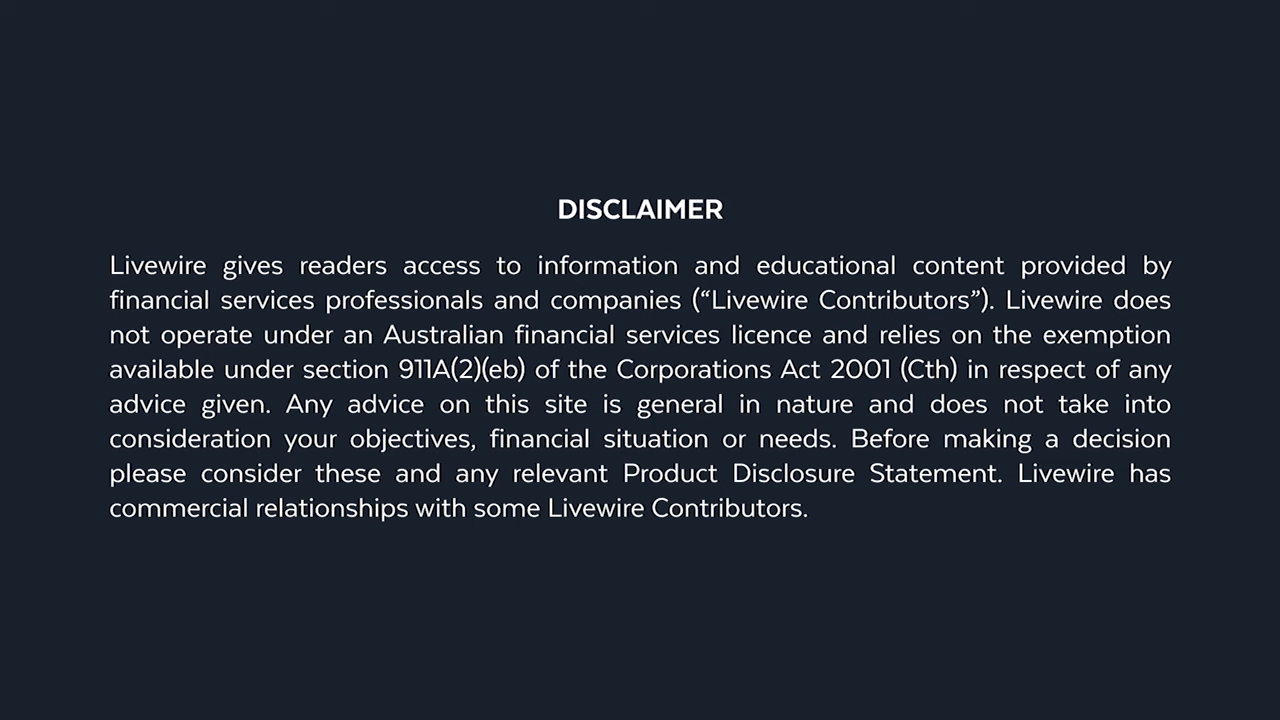 DISCLAIMER
Livewire gives readers access to information and educational content provided by
financial services professionals and companies (“Livewire Contributors”). Livewire does
not operate under an Australian financial services licence and relies on the exemption
available under section 911A(2)(eb) of the Corporations Act 2001 (Cth) in respect of any
advice given. Any advice on this site is general in nature and does not take into
consideration your objectives, financial situation or needs. Before making a decision
please consider these and any relevant Product Disclosure Statement. Livewire has
commercial relationships with some Livewire Contributors.